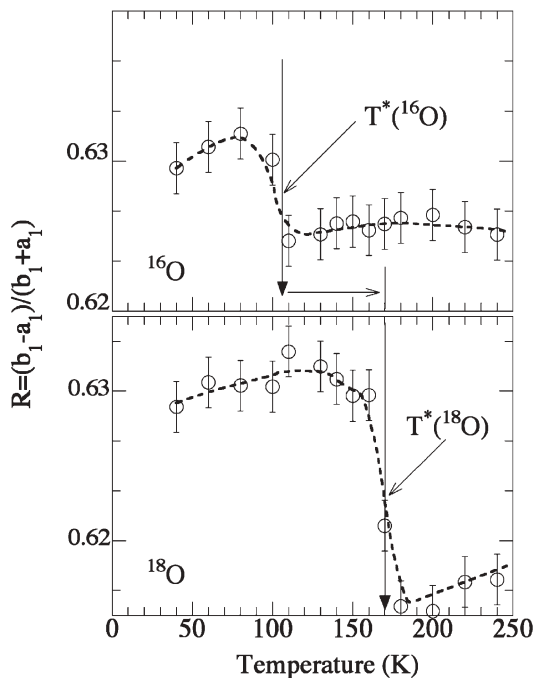 R=(b₁-a₁)/(b₁+a₁)
0.63
T*(¹⁶O)
¹⁶O
0.62
0.63
T*(¹⁸O)
0.62
¹⁸O
0 50 100 150 200 250
Temperature (K)